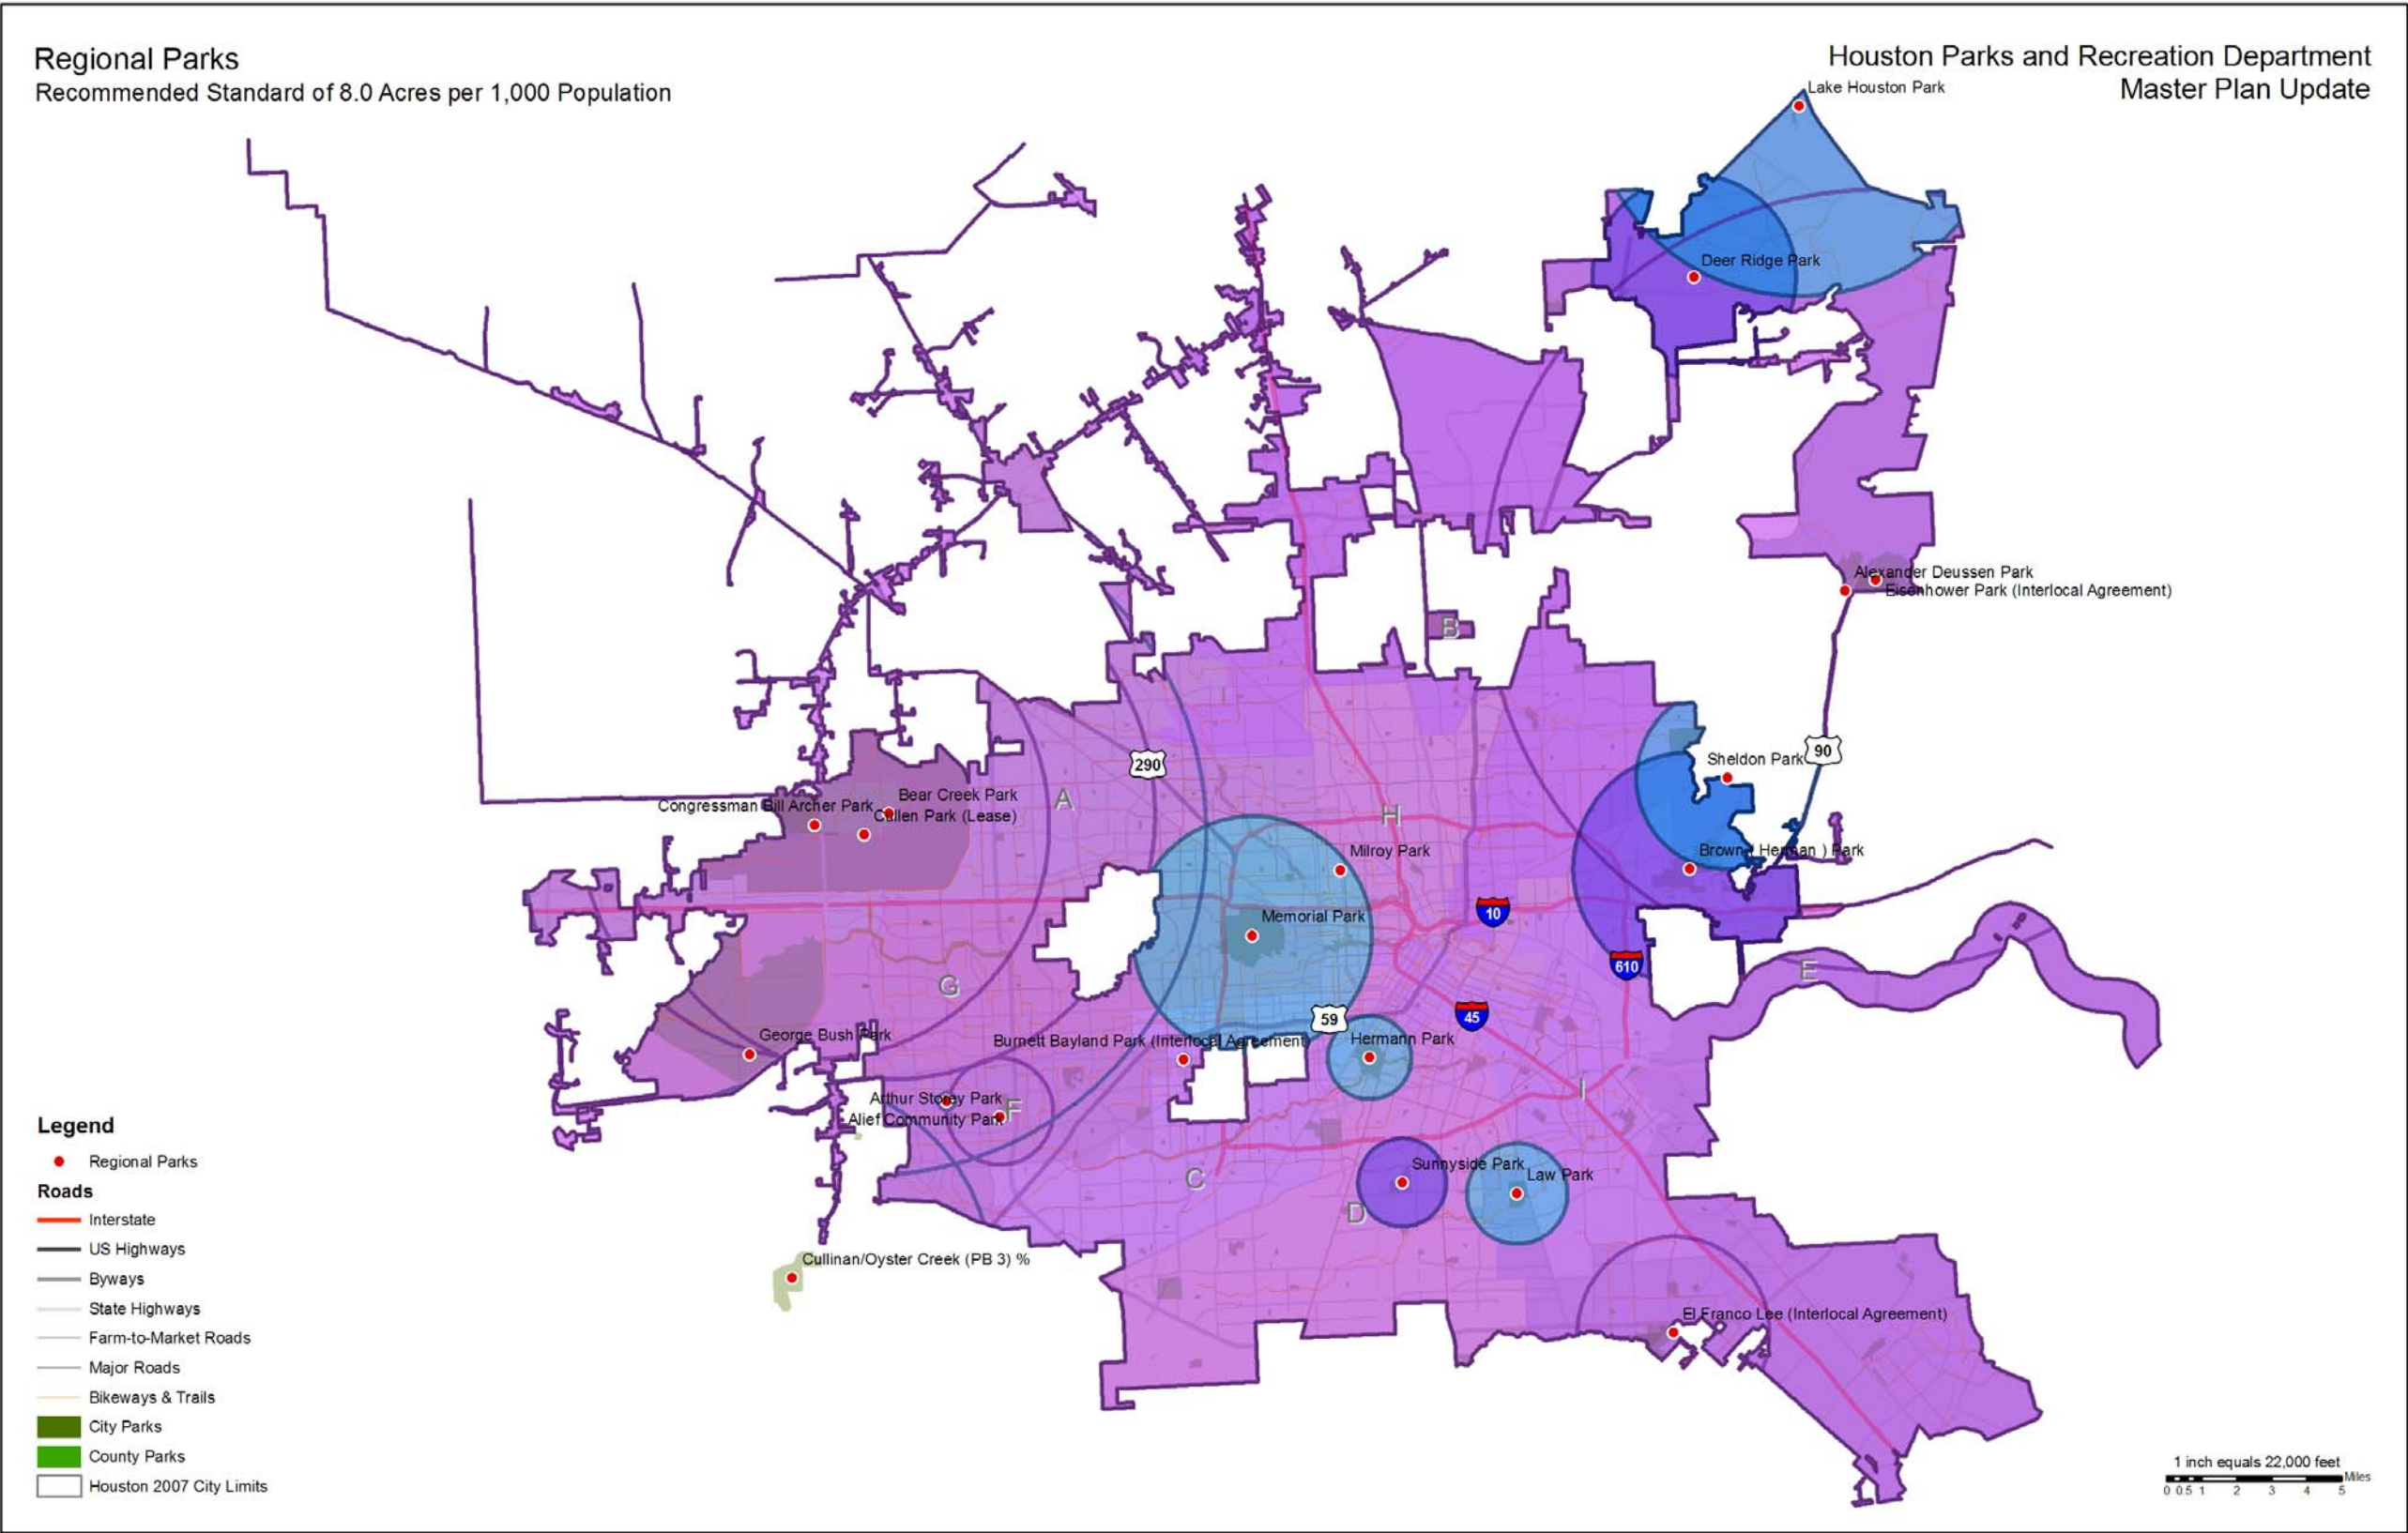 Regional Parks
Recommended Standard of 8.0 Acres per 1,000 Population
Houston Parks and Recreation Department
Master Plan Update
Lake Houston Park
Deer Ridge Park
Alexander Deussen Park
Eisenhower Park (Interlocal Agreement)
B
I
290
90
Sheldon Park
A
Bear Creek Park
Congressman Bill Archer Park
Cullen Park (Lease)
H
Milroy Park
Brown ( Herman ) Park
Memorial Park
10
610
E
G
59
45
George Bush Park
Burnett Bayland Park (Interlocal Agreement)
Hermann Park
I
Arthur Storey Park
F
Alief Community Park
C
Sunnyside Park
Law Park
D
Cullinan/Oyster Creek (PB 3) %
El Franco Lee (Interlocal Agreement)
Legend
Regional Parks
Roads
Interstate
US Highways
Byways
State Highways
Farm-to-Market Roads
Major Roads
Bikeways & Trails
City Parks
County Parks
Houston 2007 City Limits
1 inch equals 22,000 feet
Miles
0 0.5 1 2 3 4 5